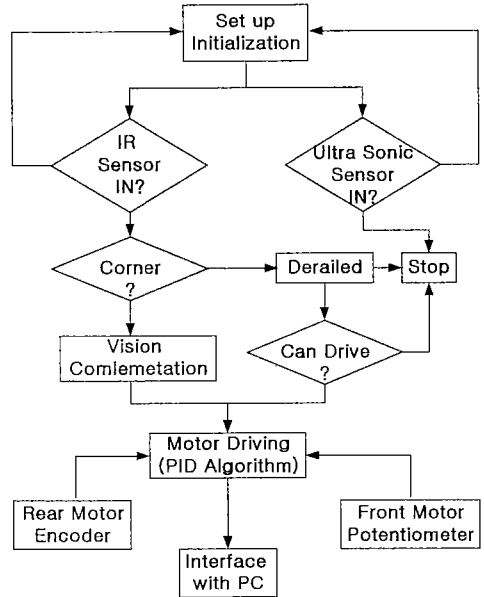 Set up
Initialization
IR
Sensor
IN?
Ultra Sonic
Sensor
IN?
Corner
?
Derailed
Stop
Vision
Comlemetation
Can Drive
?
Motor Driving
(PID Algorithm)
Rear Motor
Encoder
Front Motor
Potentiometer
Interface
with PC